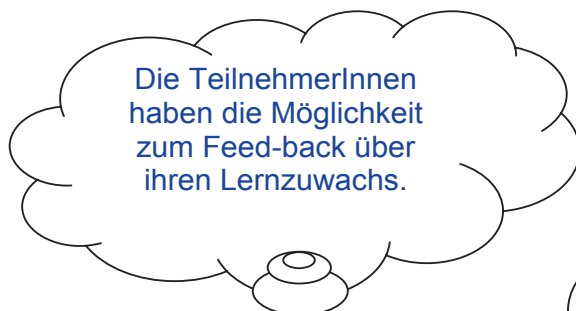 Die TeilnehmerInnen
haben die Möglichkeit
zum Feed-back über
ihren Lernzuwachs.